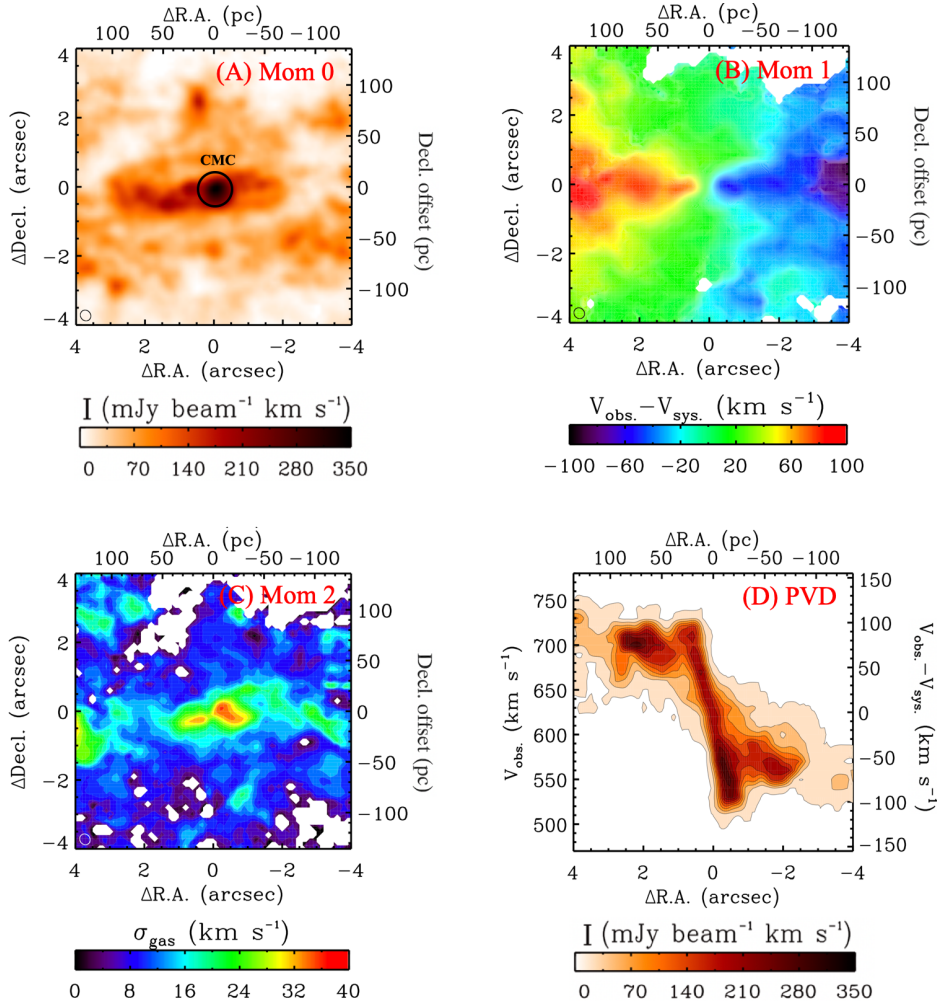 ΔR.A. (pc)
100 50 0 −50 −100
(A) Mom 0
CMC
4
2
0
−2
−4
ΔDecl. (arcsec)
100
50
0
−50
−100
Decl. offset (pc)
4 2 0 −2 −4
ΔR.A. (arcsec)
I (mJy beam⁻¹ km s⁻¹)
0 70 140 210 280 350
ΔR.A. (pc)
100 50 0 −50 −100
(B) Mom 1
4
2
0
−2
−4
ΔDecl. (arcsec)
100
50
0
−50
−100
Decl. offset (pc)
4 2 0 −2 −4
ΔR.A. (arcsec)
V_obs.−V_sys. (km s⁻¹)
−100 −60 −20 20 60 100
ΔR.A. (pc)
100 50 0 −50 −100
(C) Mom 2
4
2
0
−2
−4
ΔDecl. (arcsec)
100
50
0
−50
−100
Decl. offset (pc)
4 2 0 −2 −4
ΔR.A. (arcsec)
σ_gas (km s⁻¹)
0 8 16 24 32 40
ΔR.A. (pc)
100 50 0 −50 −100
(D) PVD
750
700
650
600
550
500
V_obs. (km s⁻¹)
150
100
50
0
−50
−100
−150
V_obs.−V_sys. (km s⁻¹)
4 2 0 −2 −4
ΔR.A. (arcsec)
I (mJy beam⁻¹ km s⁻¹)
0 70 140 210 280 350